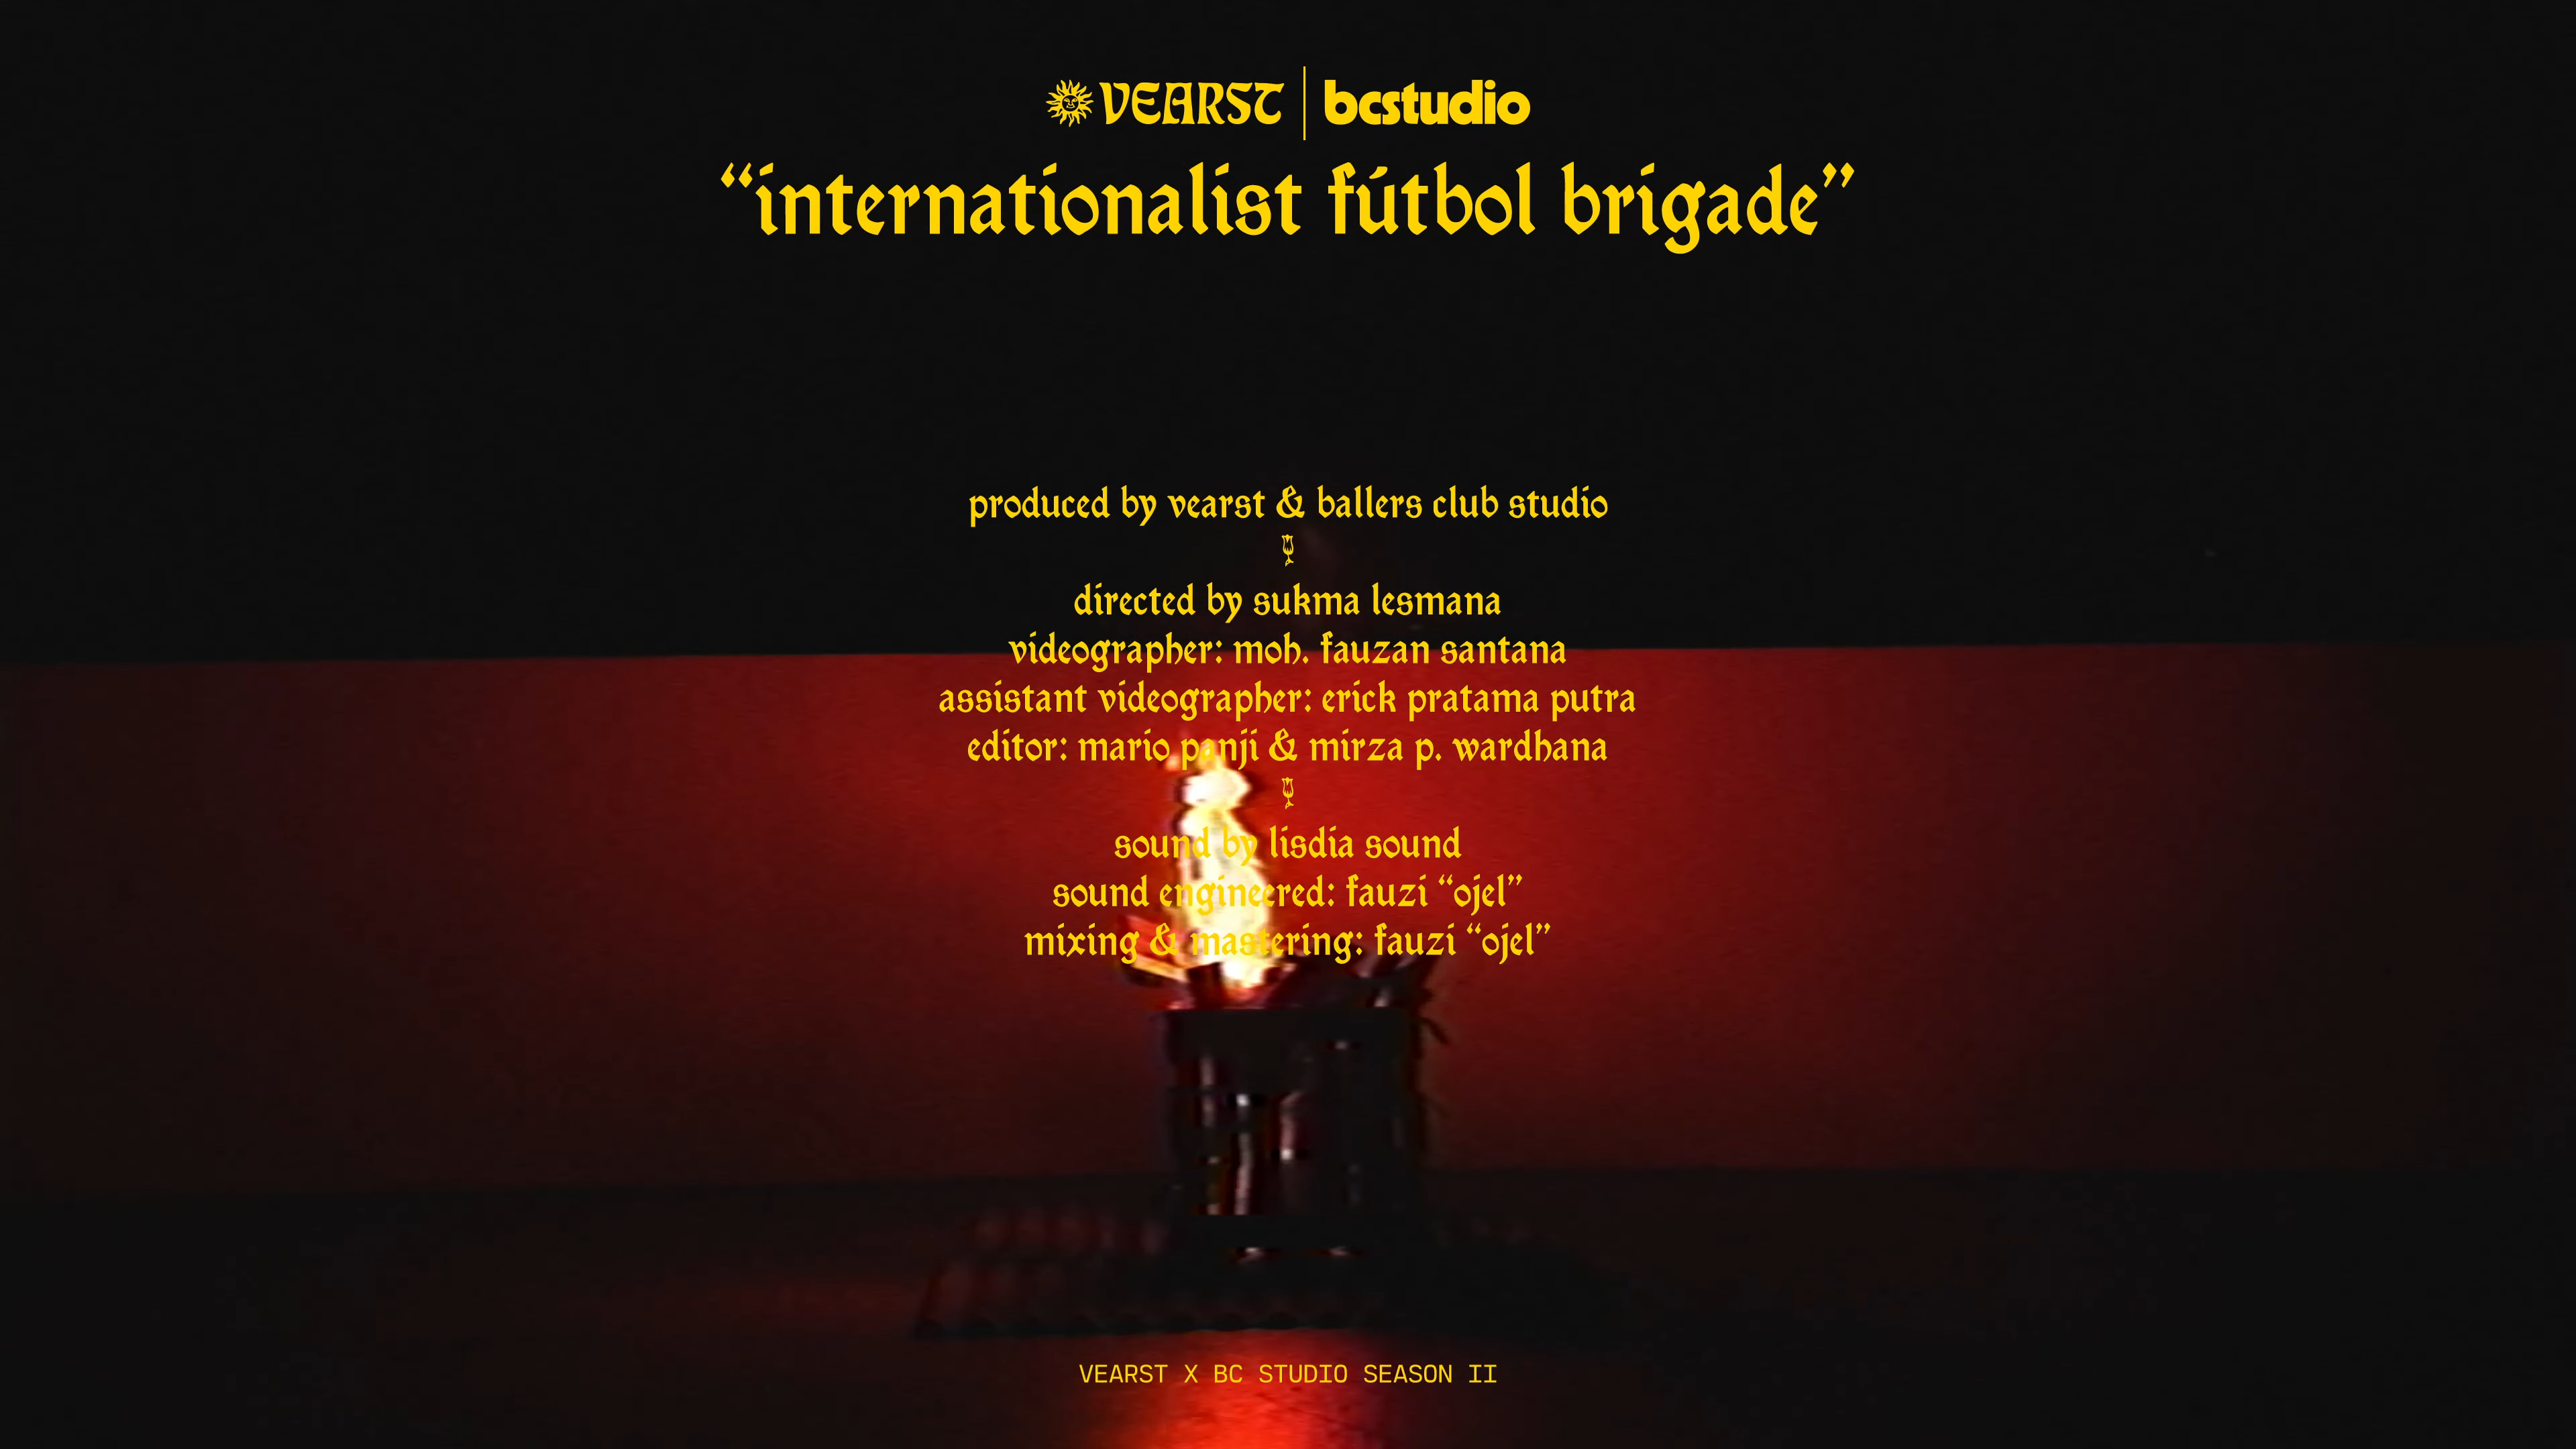 VEARST | bcstudio
“internationalist fútbol brigade”
produced by vearst & ballers club studio
directed by sukma lesmana
videographer: moh. fauzan santana
assistant videographer: erick pratama putra
editor: mario panji & mirza p. wardhana
sound by lisdia sound
sound engineered: fauzi “ojel”
mixing & mastering: fauzi “ojel”
VEARST X BC STUDIO SEASON II